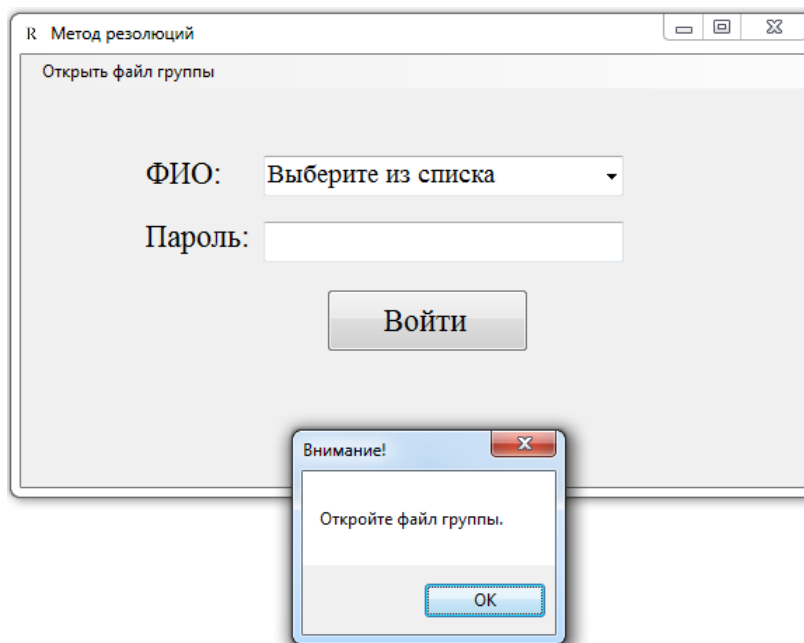 R Метод резолюций
Открыть файл группы
ФИО: Выберите из списка
Пароль:
Войти
Внимание!
Откройте файл группы.
OK